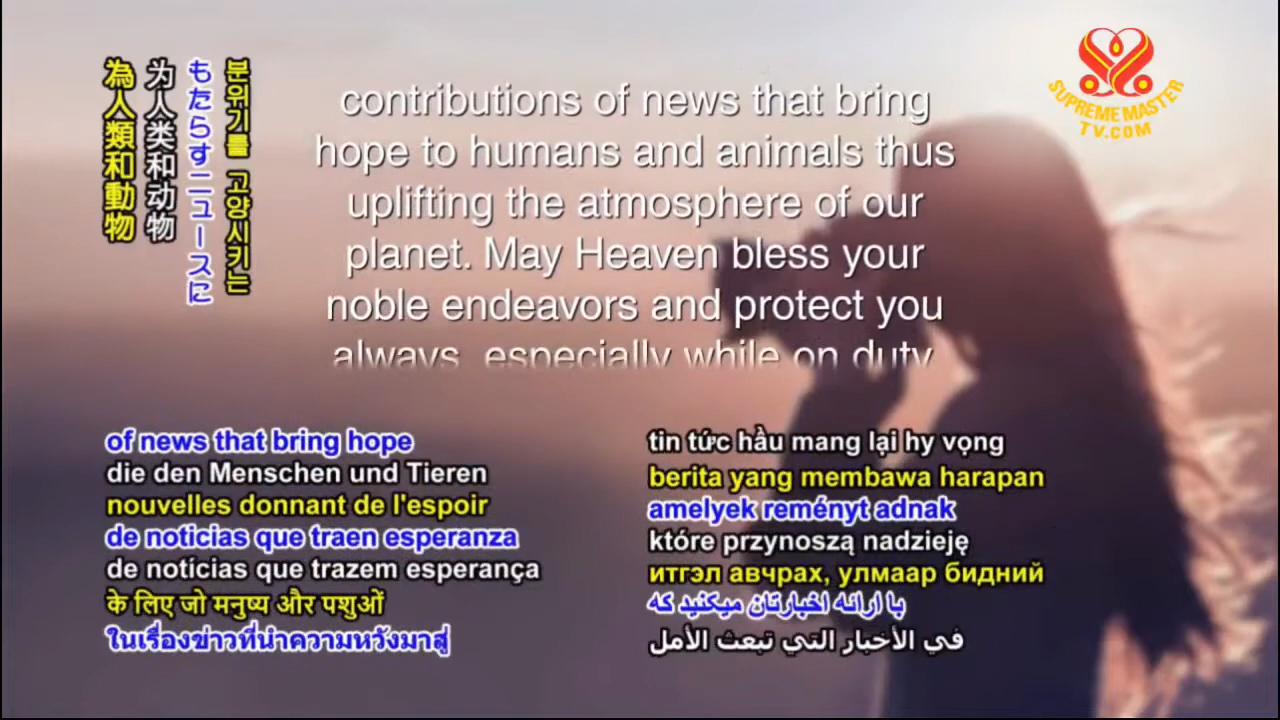 為人類和動物
为人类和动物
もたらすニュースに
분위기를 고양시키는
contributions of news that bring
hope to humans and animals thus
uplifting the atmosphere of our
planet. May Heaven bless your
noble endeavors and protect you
always, especially while on duty.
SUPREME MASTER
TV.COM
of news that bring hope
die den Menschen und Tieren
nouvelles donnant de l'espoir
de noticias que traen esperanza
de notícias que trazem esperança
के लिए जो मनुष्य और पशुओं
ในเรื่องข่าวที่นำความหวังมาสู่
tin tức hầu mang lại hy vọng
berita yang membawa harapan
amelyek reményt adnak
które przynoszą nadzieję
итгэл авчрах, улмаар бидний
با ارائه اخبارتان میکنید که
في الأخبار التي تبعث الأمل